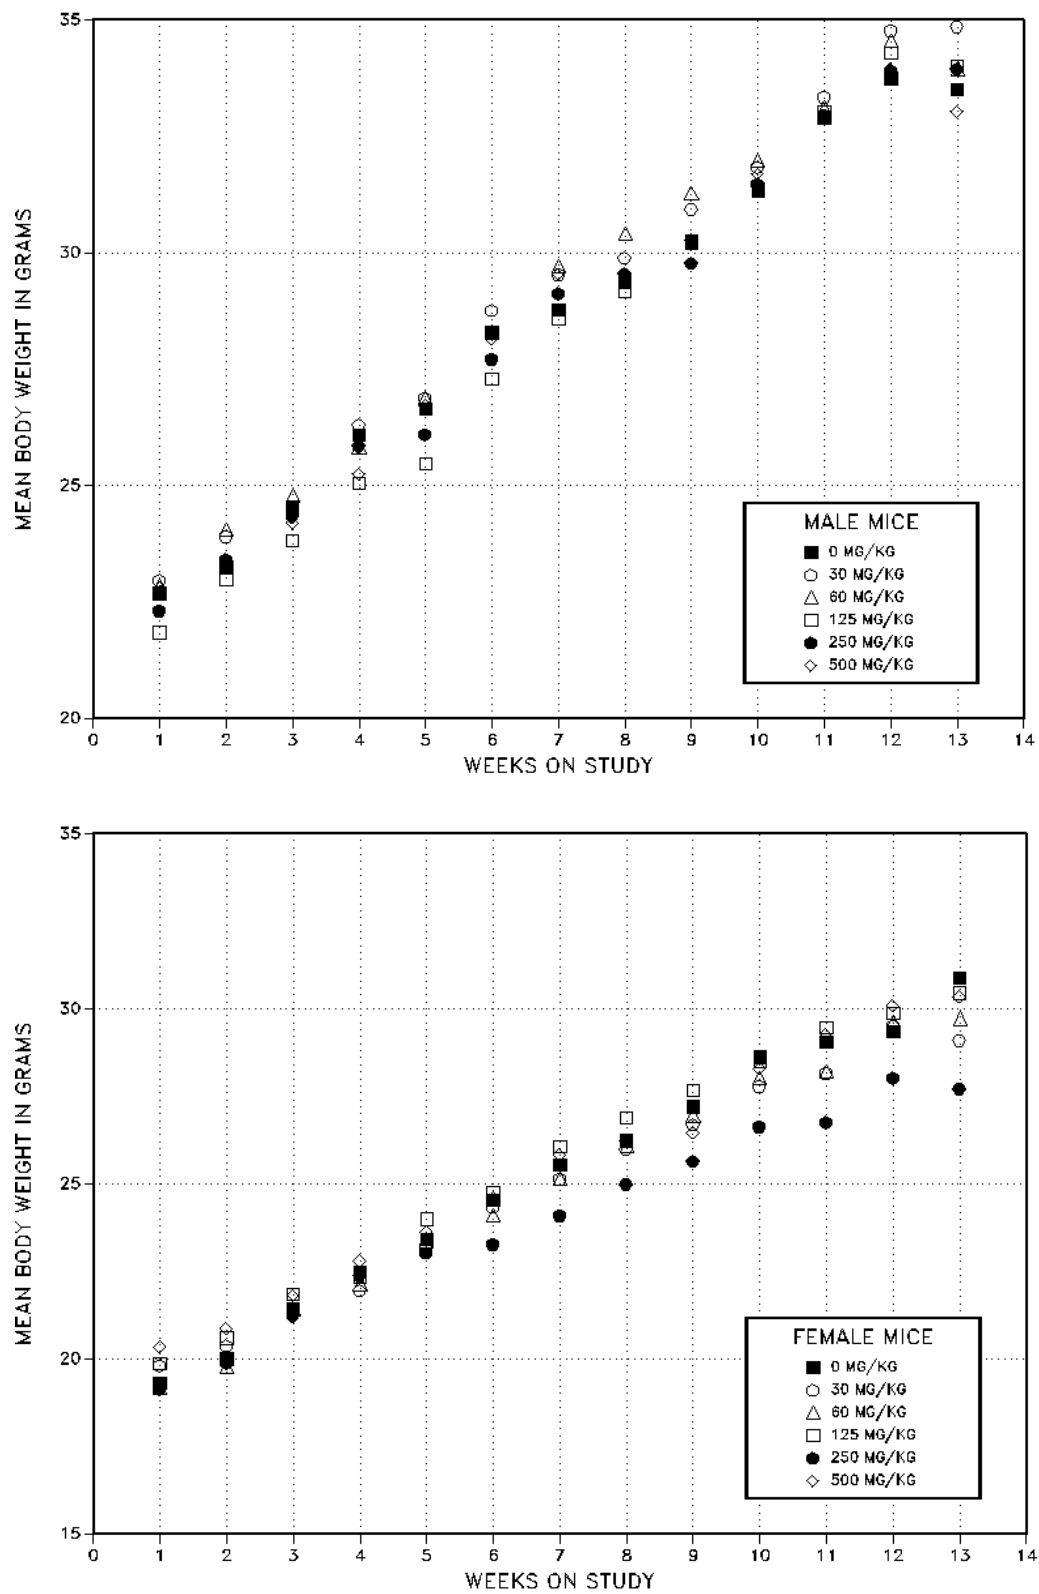 35
30
25
20
MEAN BODY WEIGHT IN GRAMS
MALE MICE
0 MG/KG
30 MG/KG
60 MG/KG
125 MG/KG
250 MG/KG
500 MG/KG
0 1 2 3 4 5 6 7 8 9 10 11 12 13 14
WEEKS ON STUDY
35
30
25
20
15
MEAN BODY WEIGHT IN GRAMS
FEMALE MICE
0 MG/KG
30 MG/KG
60 MG/KG
125 MG/KG
250 MG/KG
500 MG/KG
0 1 2 3 4 5 6 7 8 9 10 11 12 13 14
WEEKS ON STUDY